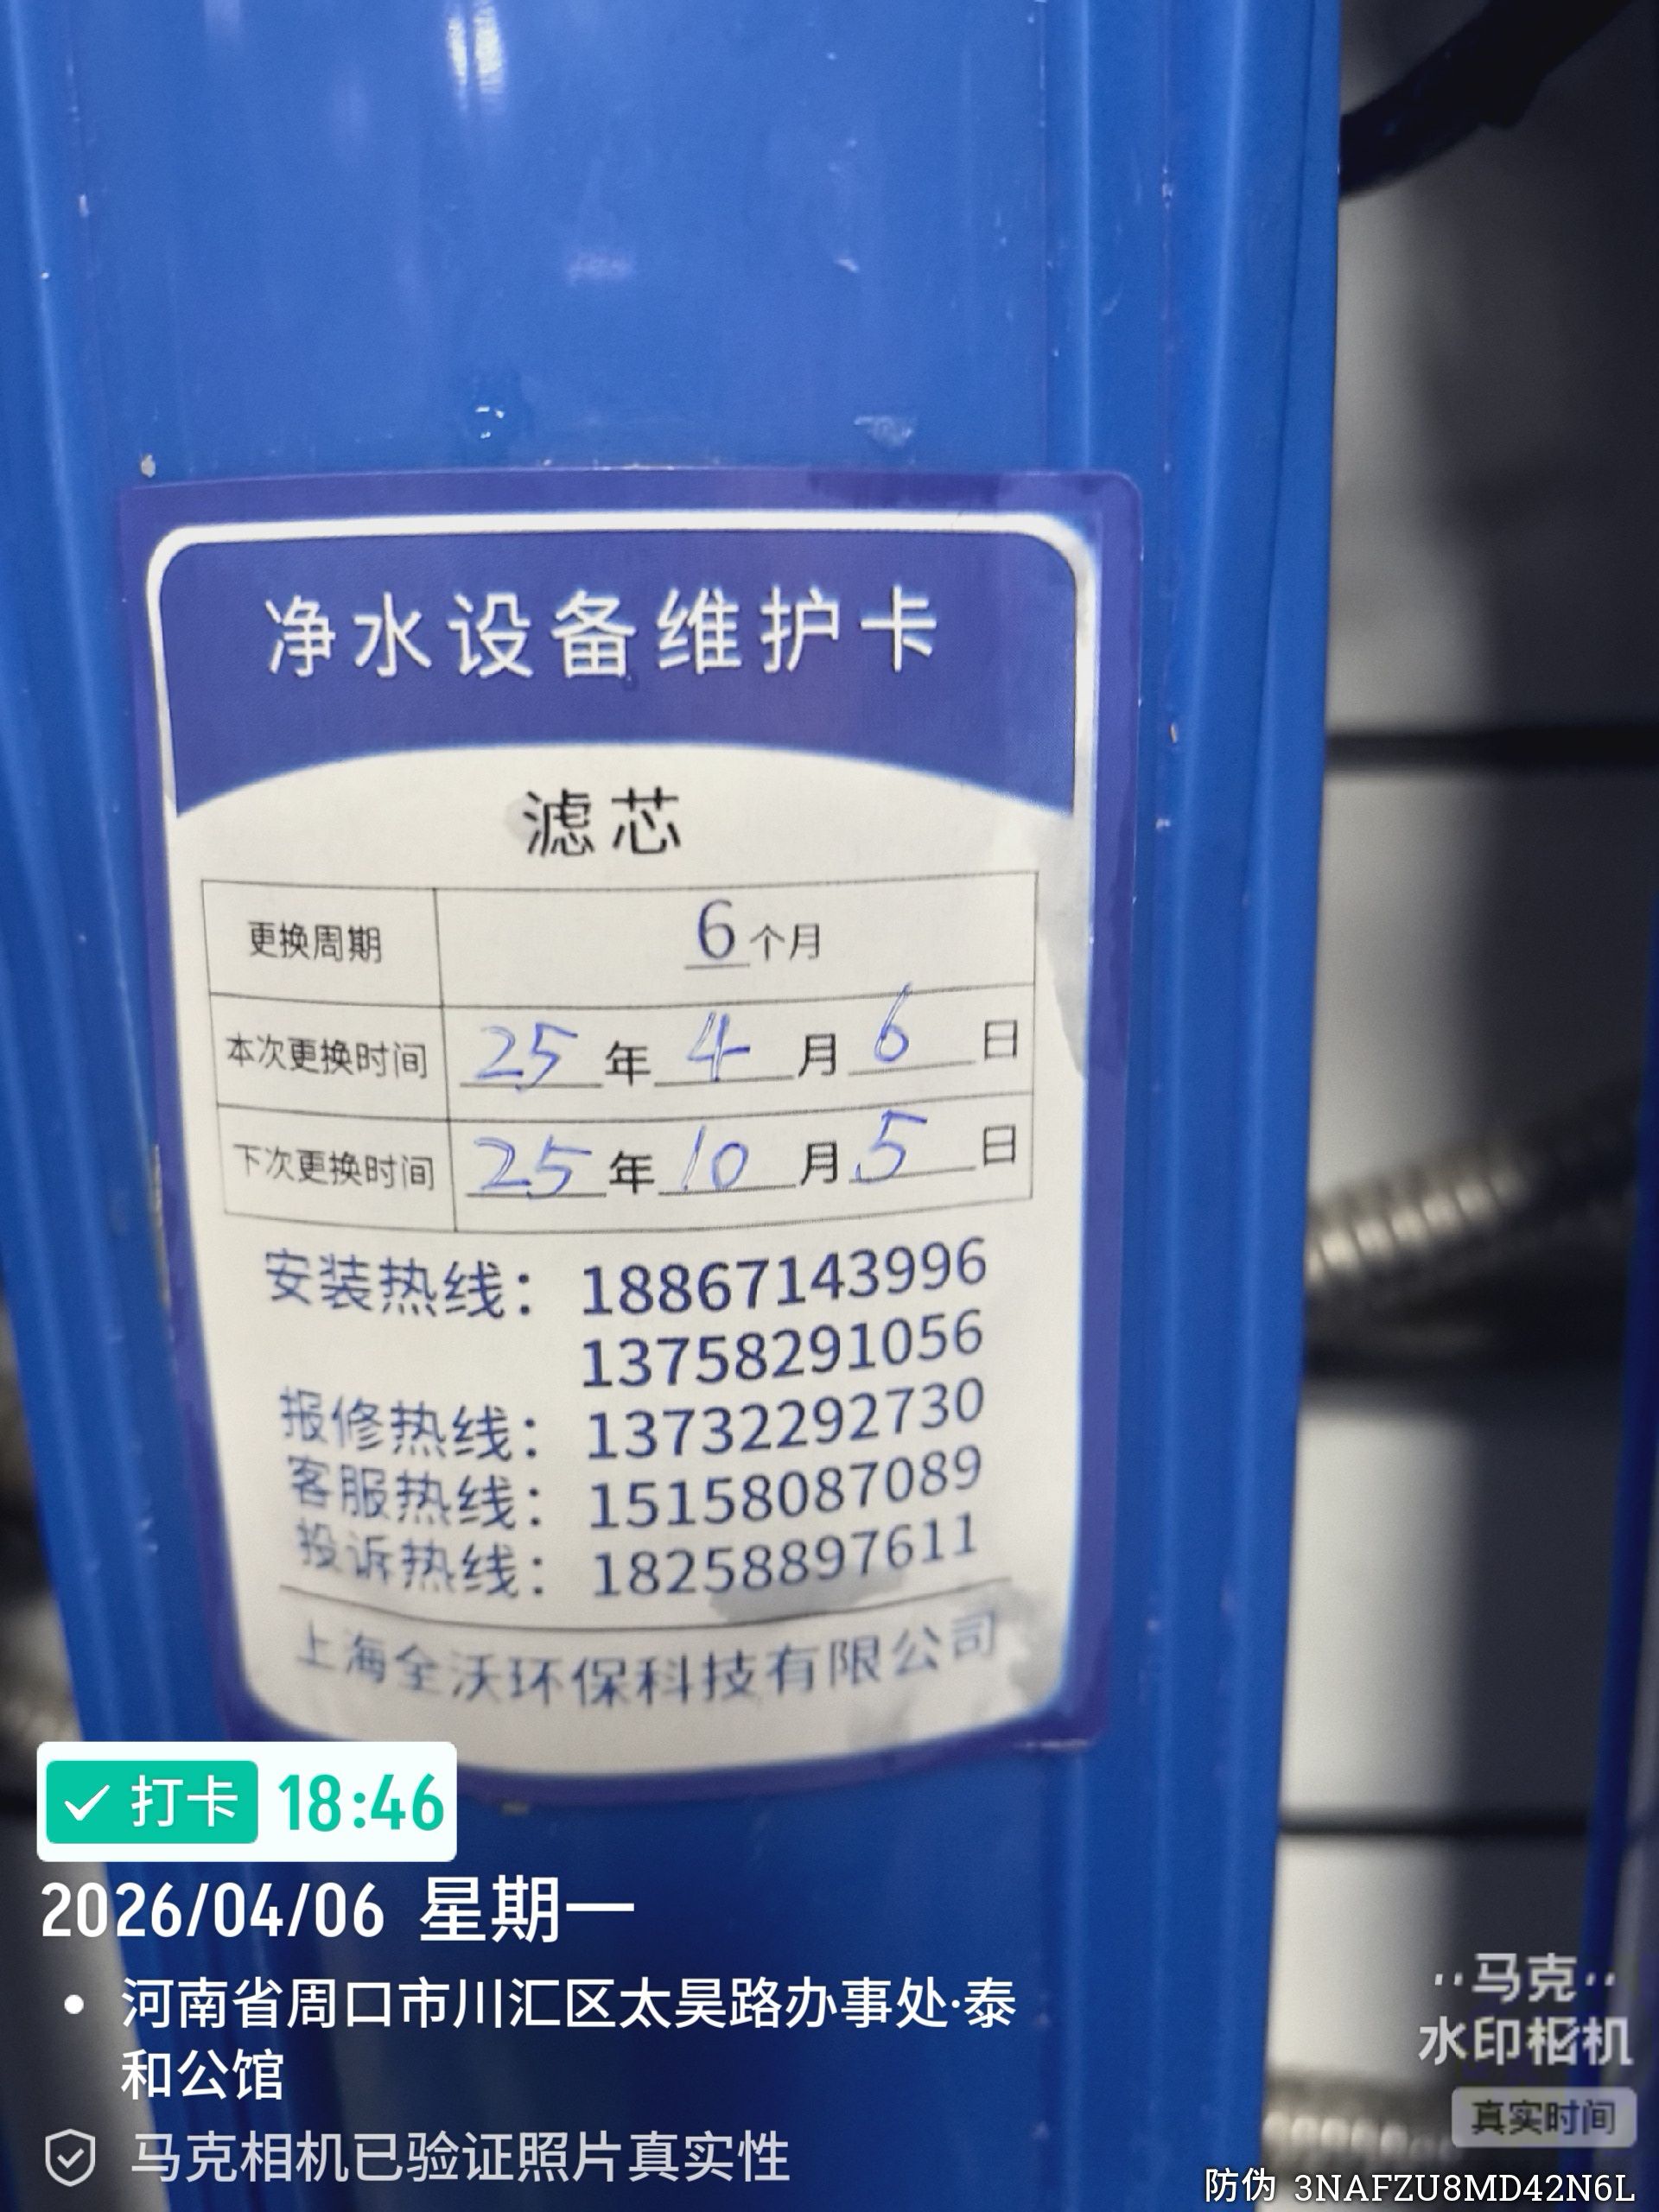 净水设备维护卡
滤芯
更换周期 6个月
本次更换时间 25年4月6日
下次更换时间 25年10月5日
安装热线：18867143996
13758291056
报修热线：13732292730
客服热线：15158087089
投诉热线：18258897611
上海全沃环保科技有限公司
打卡 18:46
2026/04/06 星期一
河南省周口市川汇区太昊路办事处·泰
和公馆
马克相机已验证照片真实性
马克
水印相机
真实时间
防伪 3NAFZU8MD42N6L